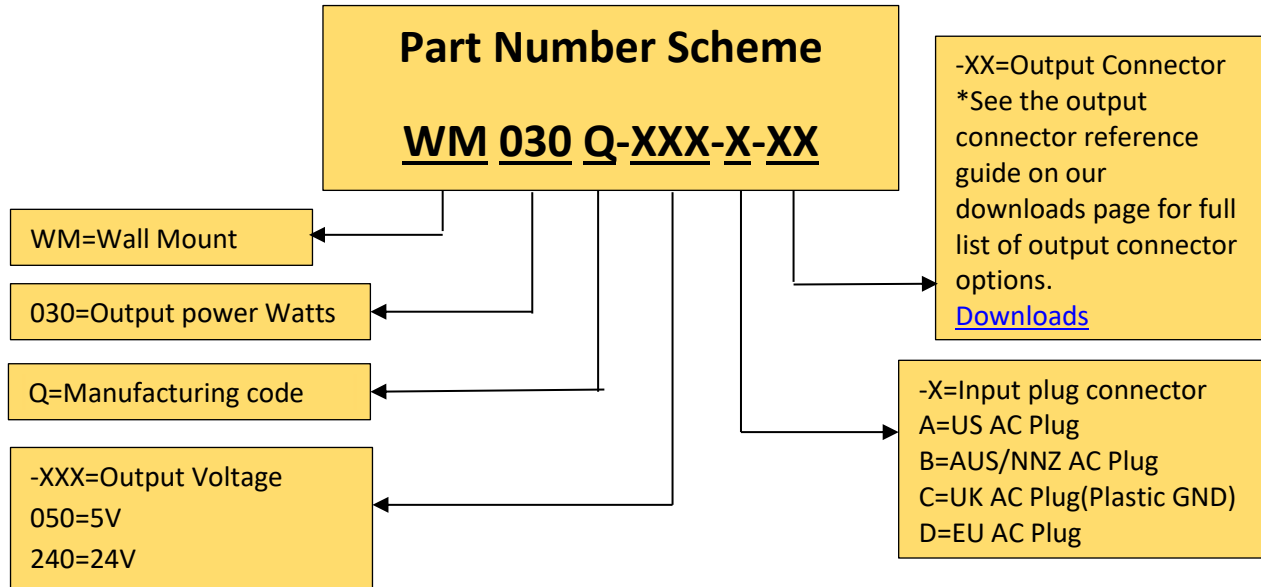 Part Number Scheme
WM 030 Q-XXX-X-XX
WM=Wall Mount
030=Output power Watts
Q=Manufacturing code
-XXX=Output Voltage
050=5V
240=24V
-XX=Output Connector
*See the output
connector reference
guide on our
downloads page for full
list of output connector
options.
Downloads
-X=Input plug connector
A=US AC Plug
B=AUS/NNZ AC Plug
C=UK AC Plug(Plastic GND)
D=EU AC Plug